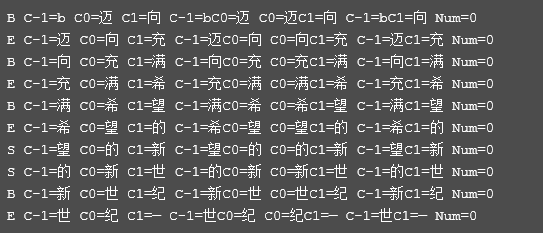 B C-1=b C0=迈 C1=向 C-1=bC0=迈 C0=迈C1=向 C-1=bC1=向 Num=0
E C-1=迈 C0=向 C1=充 C-1=迈C0=向 C0=向C1=充 C-1=迈C1=充 Num=0
B C-1=向 C0=充 C1=满 C-1=向C0=充 C0=充C1=满 C-1=向C1=满 Num=0
E C-1=充 C0=满 C1=希 C-1=充C0=满 C0=满C1=希 C-1=充C1=希 Num=0
B C-1=满 C0=希 C1=望 C-1=满C0=希 C0=希C1=望 C-1=满C1=望 Num=0
E C-1=希 C0=望 C1=的 C-1=希C0=望 C0=望C1=的 C-1=希C1=的 Num=0
S C-1=望 C0=的 C1=新 C-1=望C0=的 C0=的C1=新 C-1=望C1=新 Num=0
S C-1=的 C0=新 C1=世 C-1=的C0=新 C0=新C1=世 C-1=的C1=世 Num=0
B C-1=新 C0=世 C1=纪 C-1=新C0=世 C0=世C1=纪 C-1=新C1=纪 Num=0
E C-1=世 C0=纪 C1=— C-1=世C0=纪 C0=纪C1=— C-1=世C1=— Num=0